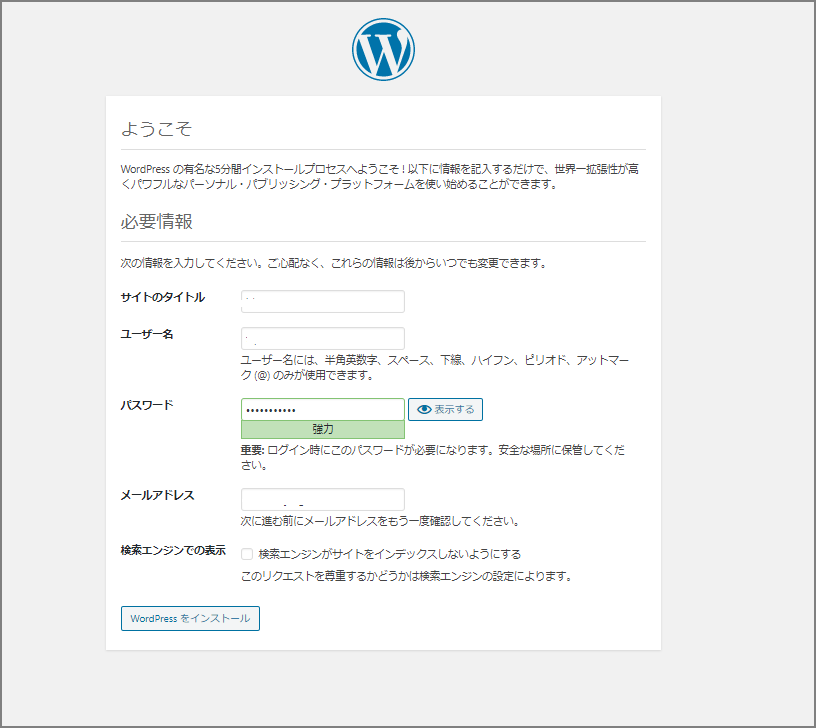 ようこそ
WordPress の有名な5分間インストールプロセスへようこそ ! 以下に情報を記入するだけで、世界一拡張性が高
くパワフルなパーソナル・パブリッシング・プラットフォームを使い始めることができます。
必要情報
次の情報を入力してください。ご心配なく、これらの情報は後からいつでも変更できます。
サイトのタイトル
ユーザー名
ユーザー名には、半角英数字、スペース、下線、ハイフン、ピリオド、アットマー
ク (@) のみが使用できます。
パスワード
••••••••••• 表示する
強力
重要: ログイン時にこのパスワードが必要になります。安全な場所に保管してくだ
さい。
メールアドレス
次に進む前にメールアドレスをもう一度確認してください。
検索エンジンでの表示 検索エンジンがサイトをインデックスしないようにする
このリクエストを尊重するかどうかは検索エンジンの設定によります。
WordPress をインストール